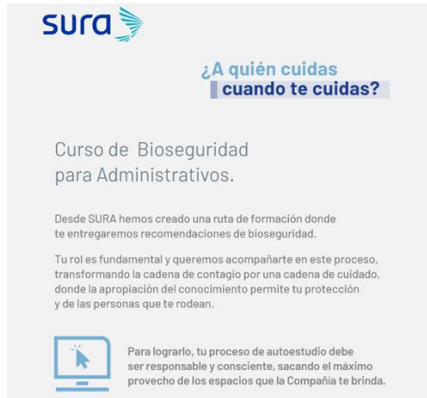 sura
¿A quién cuidas
cuando te cuidas?
Curso de Bioseguridad
para Administrativos.
Desde SURA hemos creado una ruta de formación donde
te entregaremos recomendaciones de bioseguridad.
Tu rol es fundamental y queremos acompañarte en este proceso,
transformando la cadena de contagio por una cadena de cuidado,
donde la apropiación del conocimiento permite tu protección
y de las personas que te rodean.
Para lograrlo, tu proceso de autoestudio debe
ser responsable y consciente, sacando el máximo
provecho de los espacios que la Compañía te brinda.